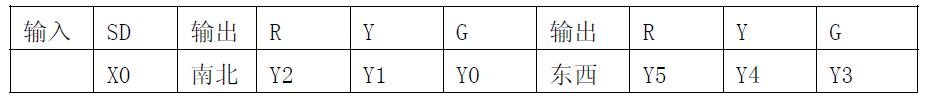 输入 SD 输出 R Y G 输出 R Y G
X0 南北 Y2 Y1 Y0 东西 Y5 Y4 Y3